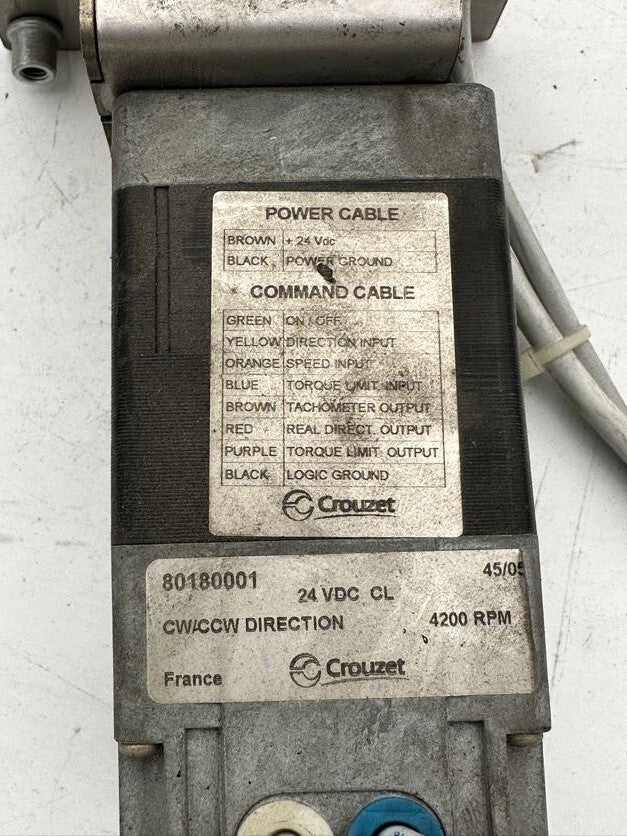 POWER CABLE
BROWN + 24 Vdc
BLACK POWER GROUND
COMMAND CABLE
GREEN ON / OFF
YELLOW DIRECTION INPUT
ORANGE SPEED INPUT
BLUE TORQUE LIMIT. INPUT
BROWN TACHOMETER OUTPUT
RED REAL DIRECT. OUTPUT
PURPLE TORQUE LIMIT. OUTPUT
BLACK LOGIC GROUND
Crouzet
80180001 24 VDC CL 45/05
CW/CCW DIRECTION 4200 RPM
France Crouzet